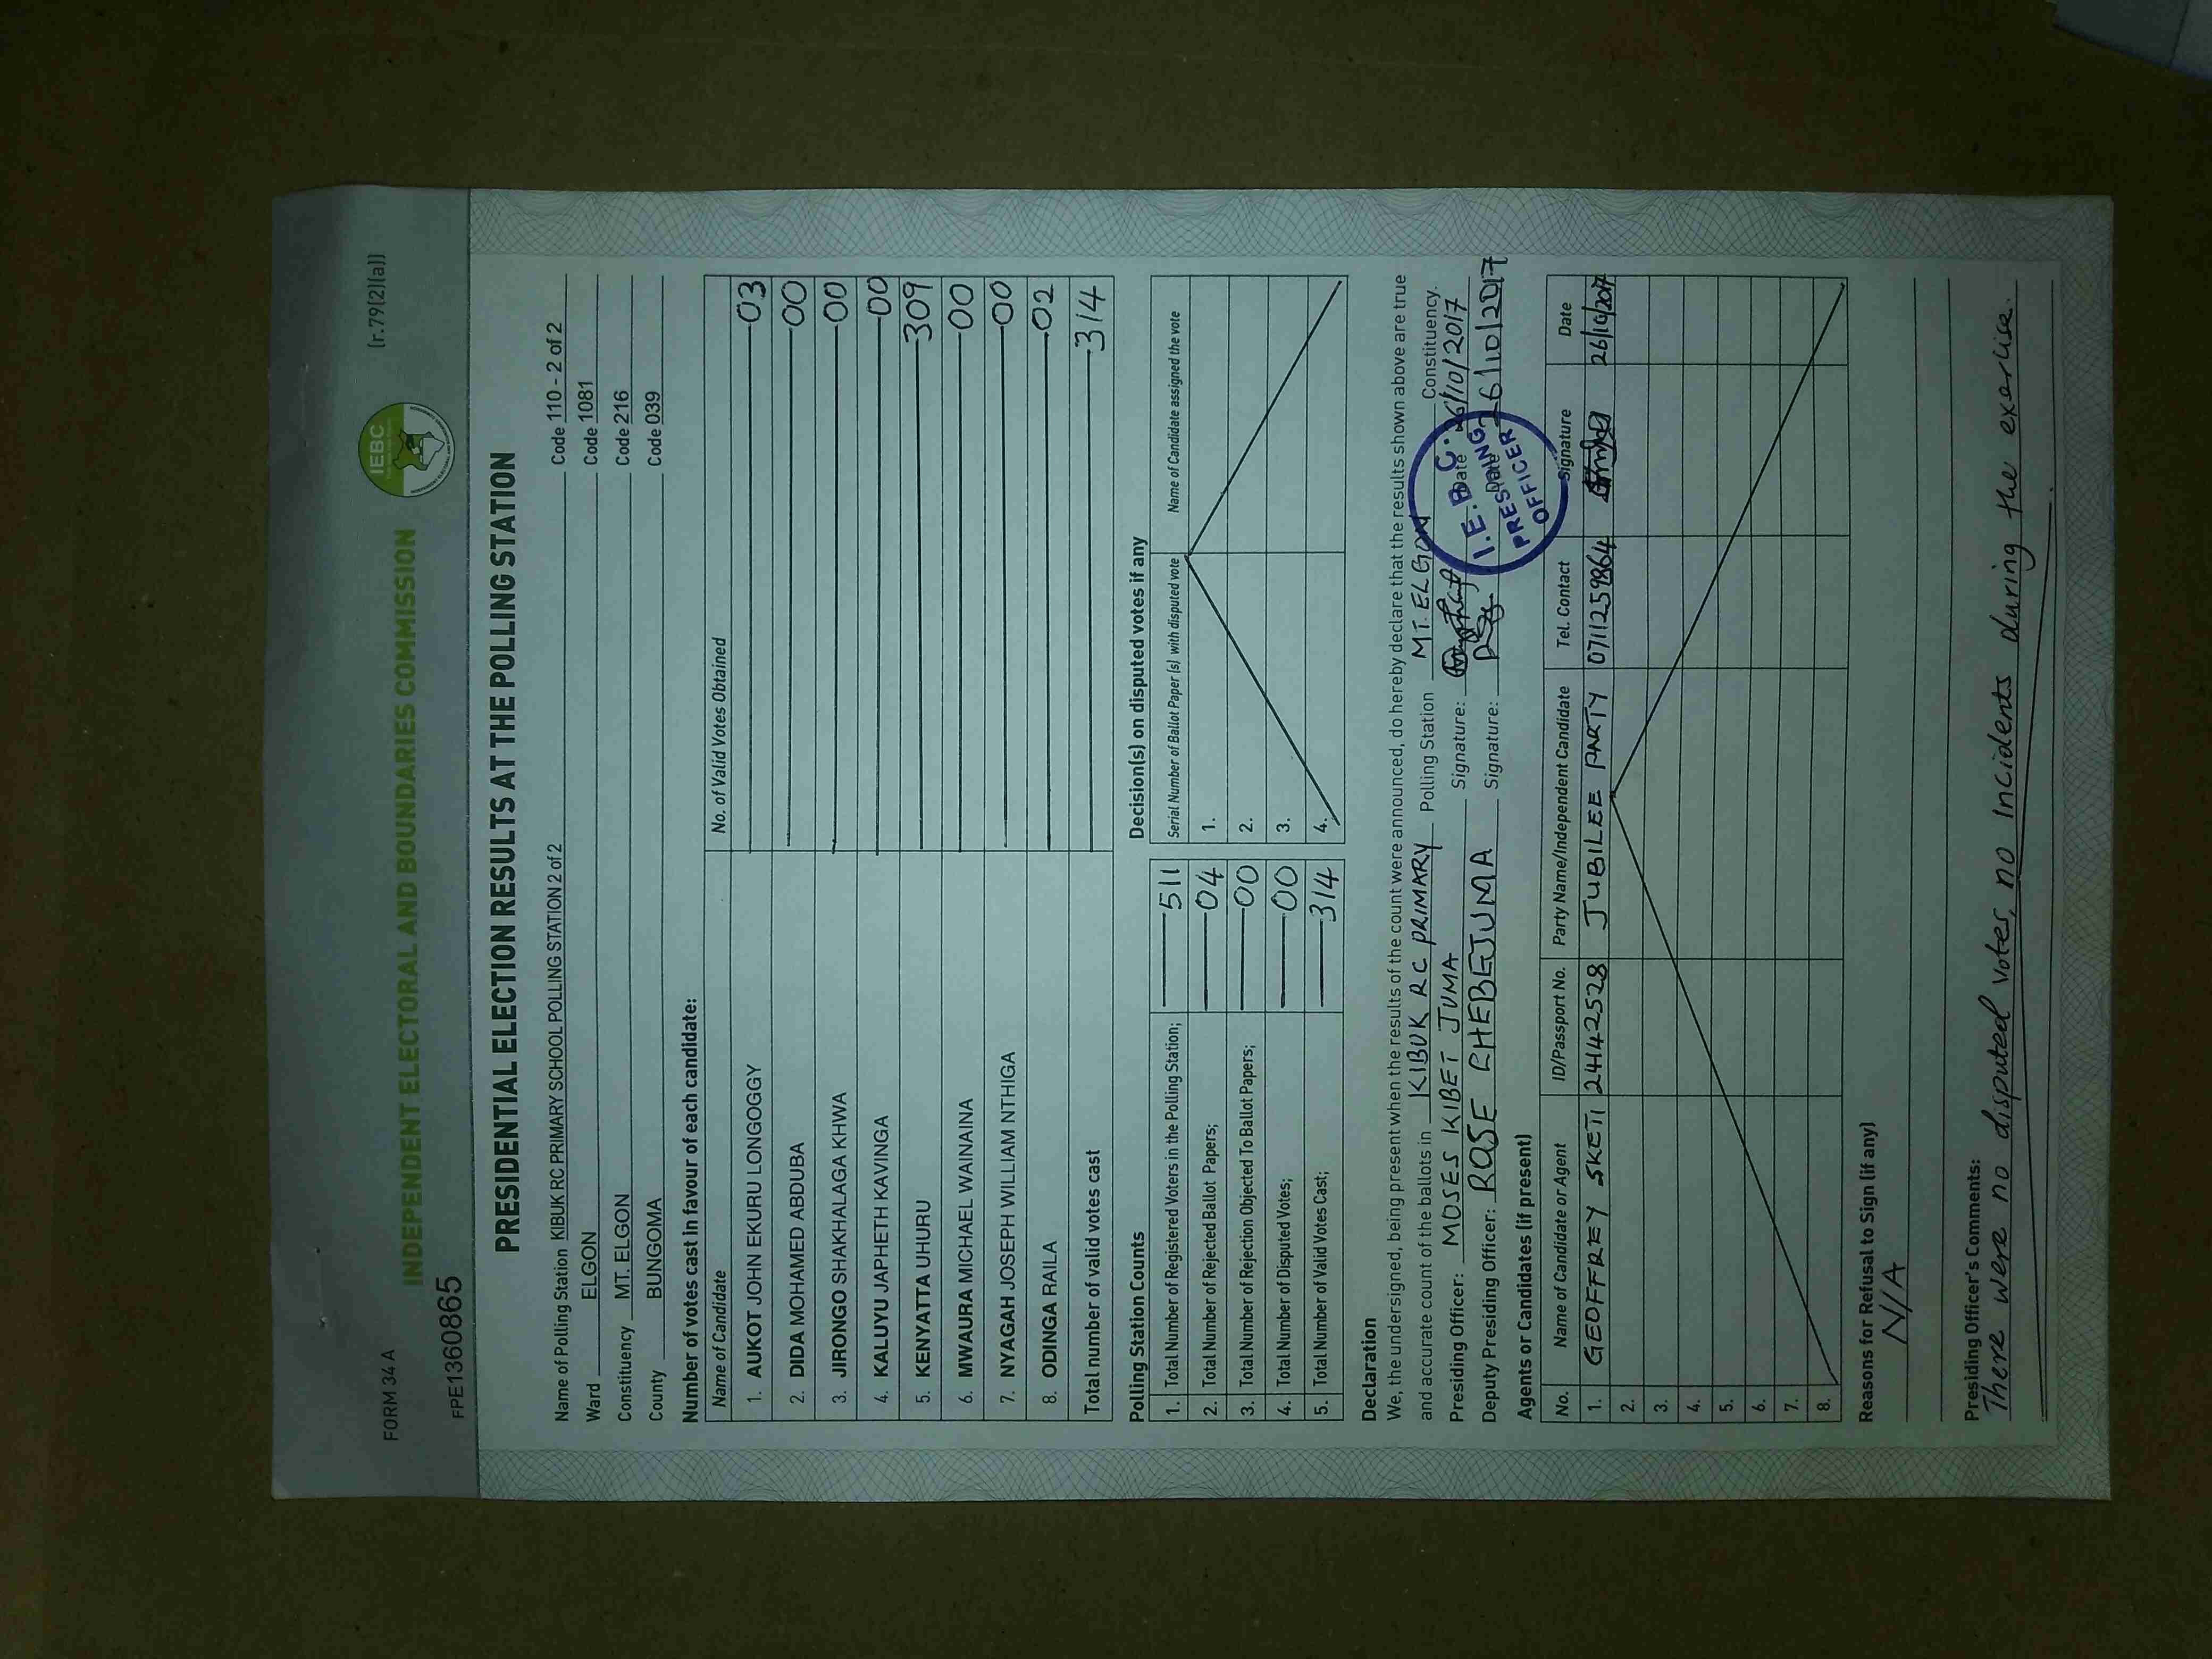 FORM 34 A
(r.79(2)(a))
IEBC
INDEPENDENT ELECTORAL AND BOUNDARIES COMMISSION
FPE1360865
PRESIDENTIAL ELECTION RESULTS AT THE POLLING STATION
Name of Polling Station KIBUK RC PRIMARY SCHOOL POLLING STATION 2 of 2 Code 110 - 2 of 2
Ward ELGON Code 1081
Constituency MT. ELGON Code 216
County BUNGOMA Code 039
Number of votes cast in favour of each candidate:
Name of Candidate No. of Valid Votes Obtained
1. AUKOT JOHN EKURU LONGOGGY 03
2. DIDA MOHAMED ABDUBA 00
3. JIRONGO SHAKHALAGA KHWA 00
4. KALUYU JAPHETH KAVINGA 00
5. KENYATTA UHURU 309
6. MWAURA MICHAEL WAINAINA 00
7. NYAGAH JOSEPH WILLIAM NTHIGA 00
8. ODINGA RAILA 02
Total number of valid votes cast 314
Polling Station Counts
1. Total Number of Registered Voters in the Polling Station; 511
2. Total Number of Rejected Ballot Papers; 04
3. Total Number of Rejection Objected To Ballot Papers; 00
4. Total Number of Disputed Votes; 00
5. Total Number of Valid Votes Cast; 314
Decision(s) on disputed votes if any
Serial Number of Ballot Paper (s) with disputed vote Name of Candidate assigned the vote
1.
2.
3.
4.
Declaration
We, the undersigned, being present when the results of the count were announced, do hereby declare that the results shown above are true
and accurate count of the ballots in KIBUK RC PRIMARY Polling Station MT. ELGON Constituency.
Presiding Officer: MOSES KIBET JUMA Signature: Date 26/10/2017
Deputy Presiding Officer: ROSE CHEBEJUMA Signature: Date 26/10/2017
I.E.B.C.
PRESIDING
OFFICER
Agents or Candidates (if present)
No. Name of Candidate or Agent ID/Passport No. Party Name/Independent Candidate Tel. Contact Signature Date
1. GEOFFREY SKETI 24442528 JUBILEE PARTY 0711259864 26/10/2017
2.
3.
4.
5.
6.
7.
8.
Reasons for Refusal to Sign (if any)
N/A
Presiding Officer's Comments:
There were no disputed votes, no incidents during the exercise.